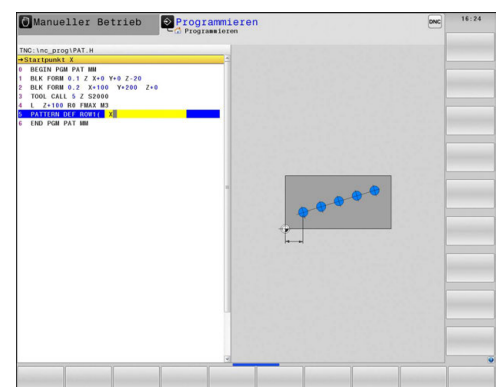 Manueller Betrieb
Programmieren
Programmieren
DNC
16:24
TNC:\nc_prog\PAT.H
→Startpunkt X
0 BEGIN PGM PAT MM
1 BLK FORM 0.1 Z X+0 Y+0 Z-20
2 BLK FORM 0.2 X+100 Y+200 Z+0
3 TOOL CALL 5 Z S2000
4 L Z+100 R0 FMAX M3
5 PATTERN DEF ROW1( X
6 END PGM PAT MM